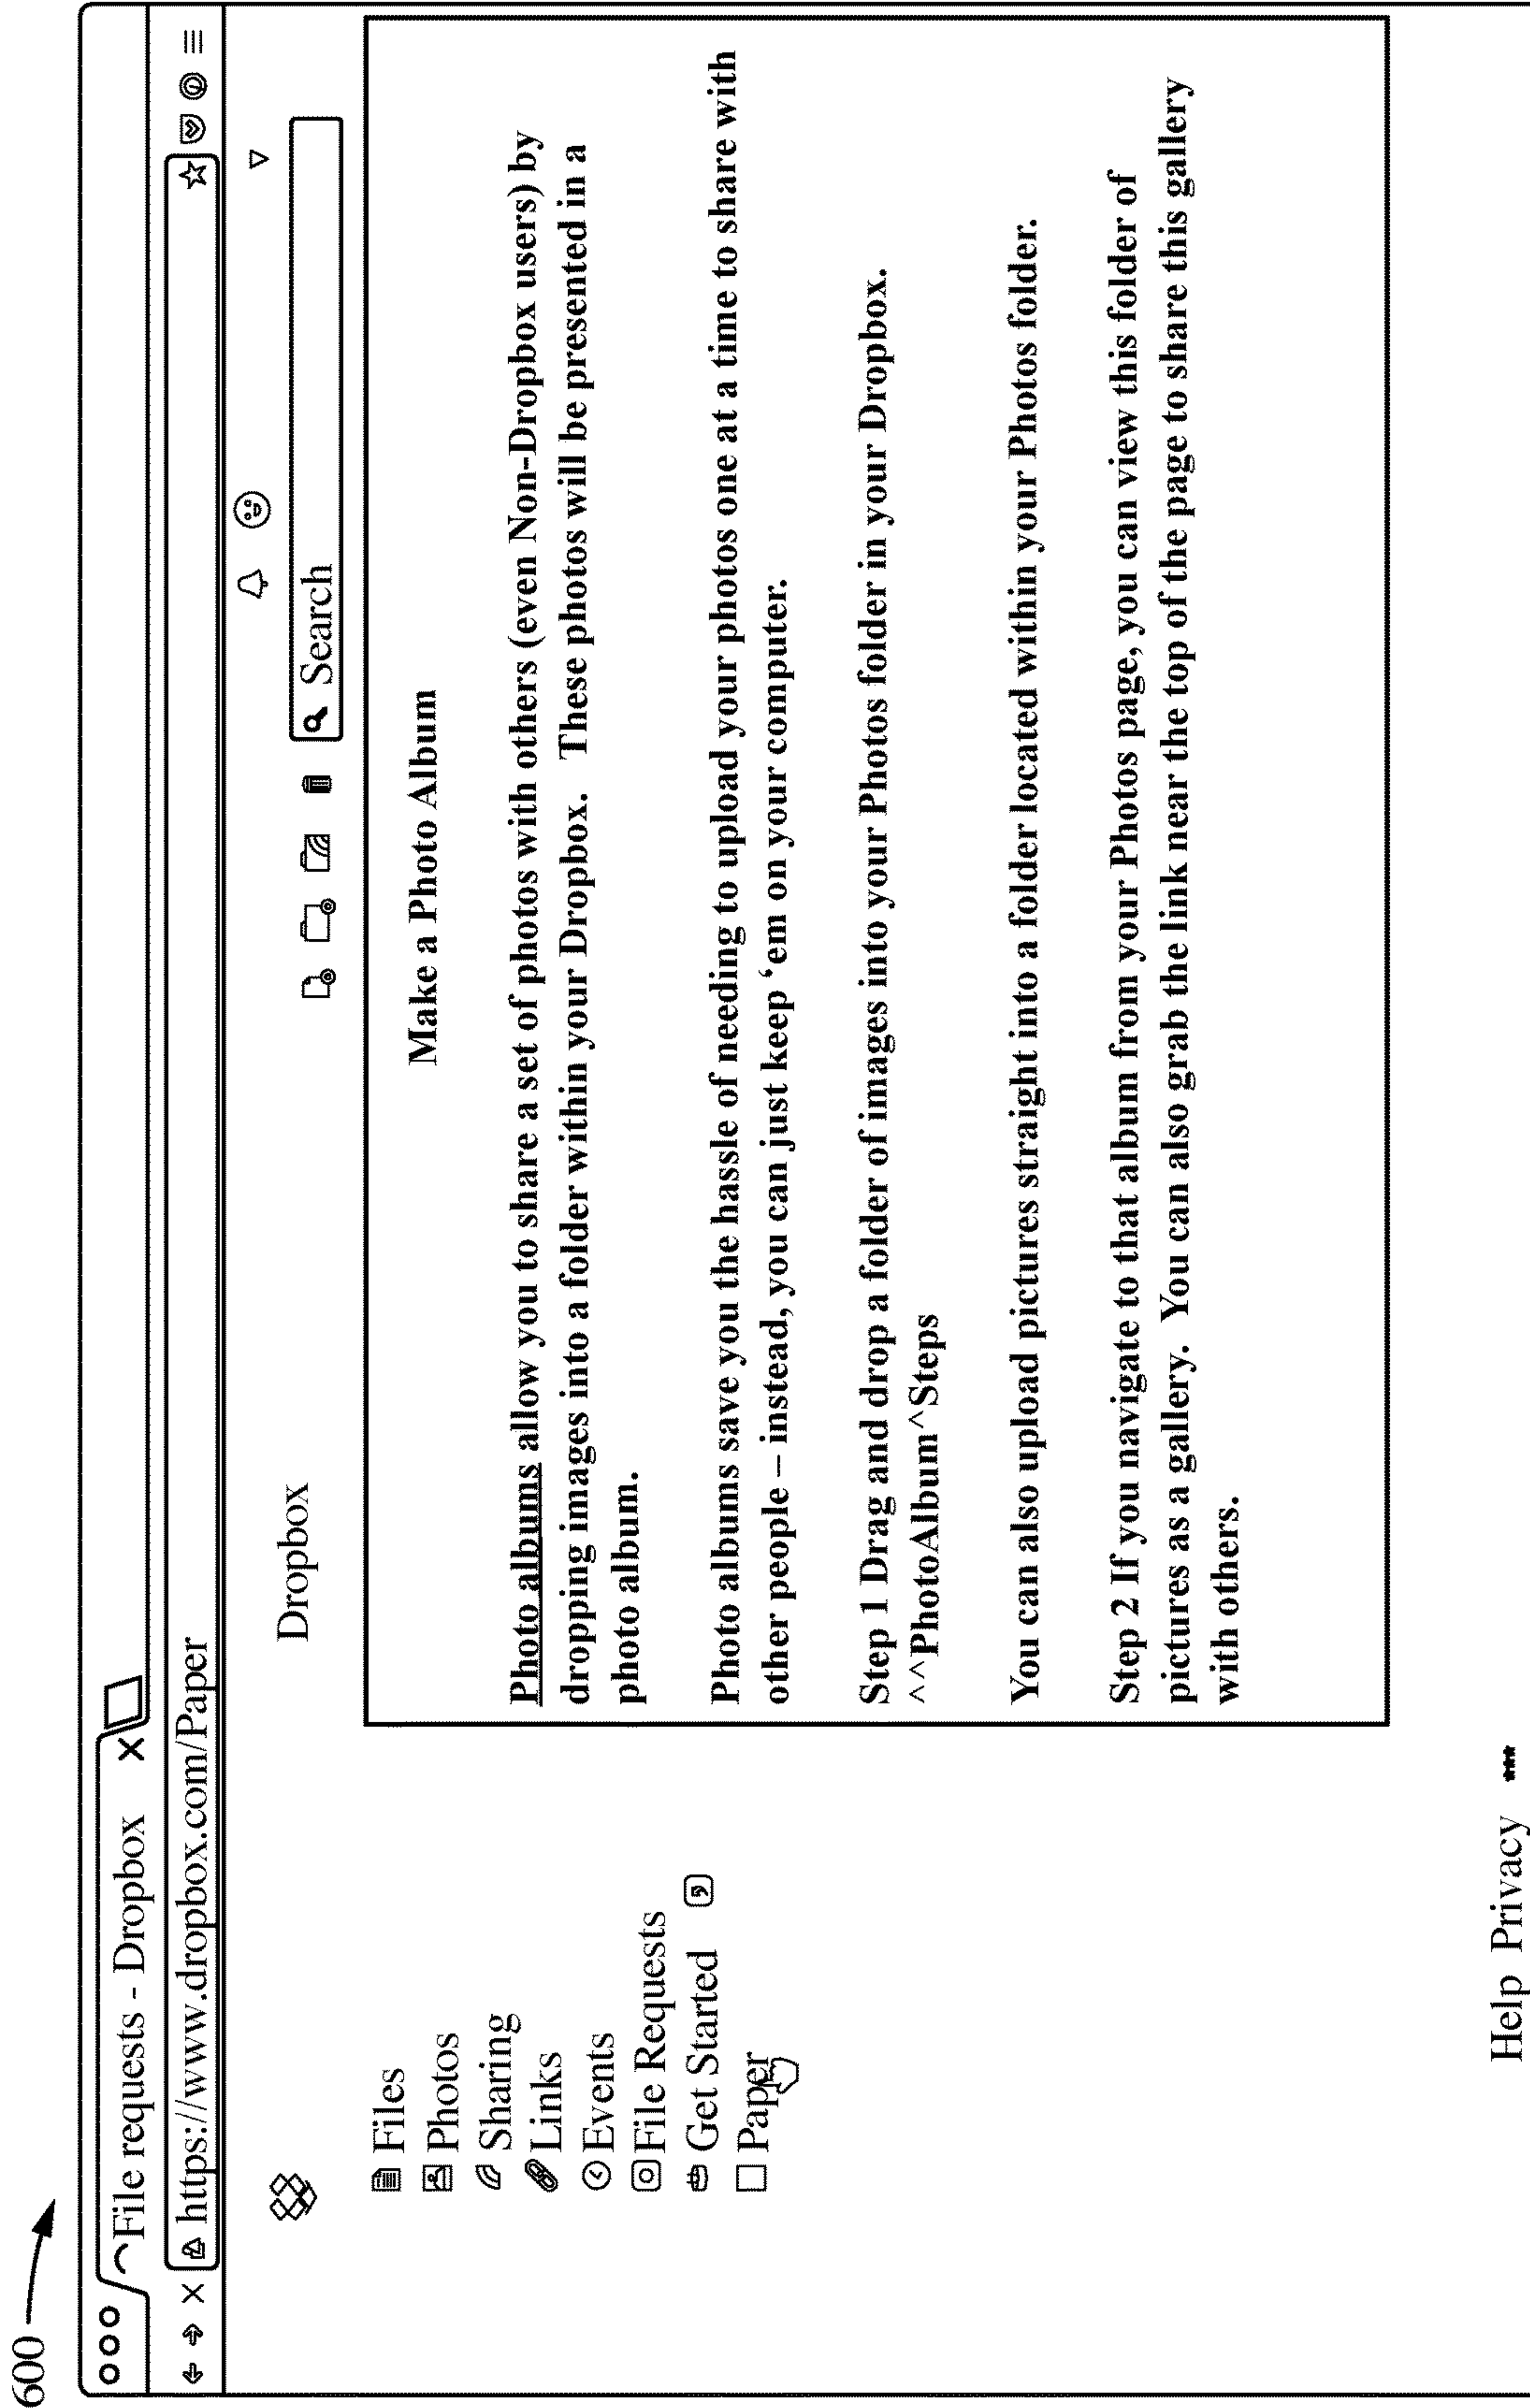 600
File requests - Dropbox X
https://www.dropbox.com/Paper
Dropbox
Search
Files
Photos
Sharing
Links
Events
File Requests
Get Started
Paper
Make a Photo Album
Photo albums allow you to share a set of photos with others (even Non-Dropbox users) by
dropping images into a folder within your Dropbox. These photos will be presented in a
photo album.
Photo albums save you the hassle of needing to upload your photos one at a time to share with
other people – instead, you can just keep ‘em on your computer.
Step 1 Drag and drop a folder of images into your Photos folder in your Dropbox.
^^PhotoAlbum^Steps
You can also upload pictures straight into a folder located within your Photos folder.
Step 2 If you navigate to that album from your Photos page, you can view this folder of
pictures as a gallery. You can also grab the link near the top of the page to share this gallery
with others.
Help Privacy